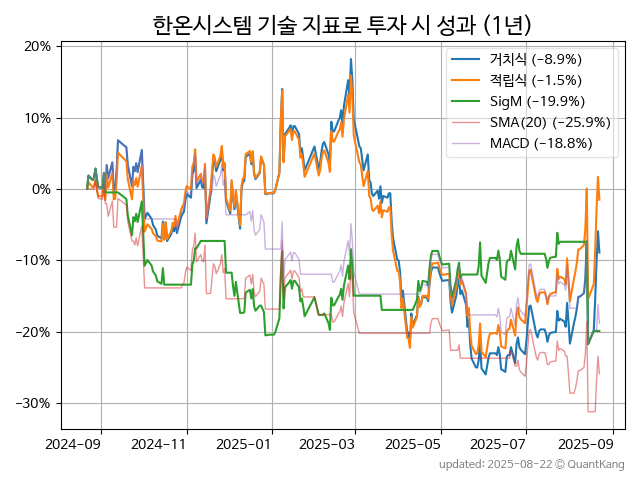 한온시스템 기술 지표로 투자 시 성과 (1년)
20%
10%
0%
−10%
−20%
−30%
거치식 (−8.9%)
적립식 (−1.5%)
SigM (−19.9%)
SMA(20) (−25.9%)
MACD (−18.8%)
2024−09
2024−11
2025−01
2025−03
2025−05
2025−07
2025−09
updated: 2025−08−22 © QuantKang